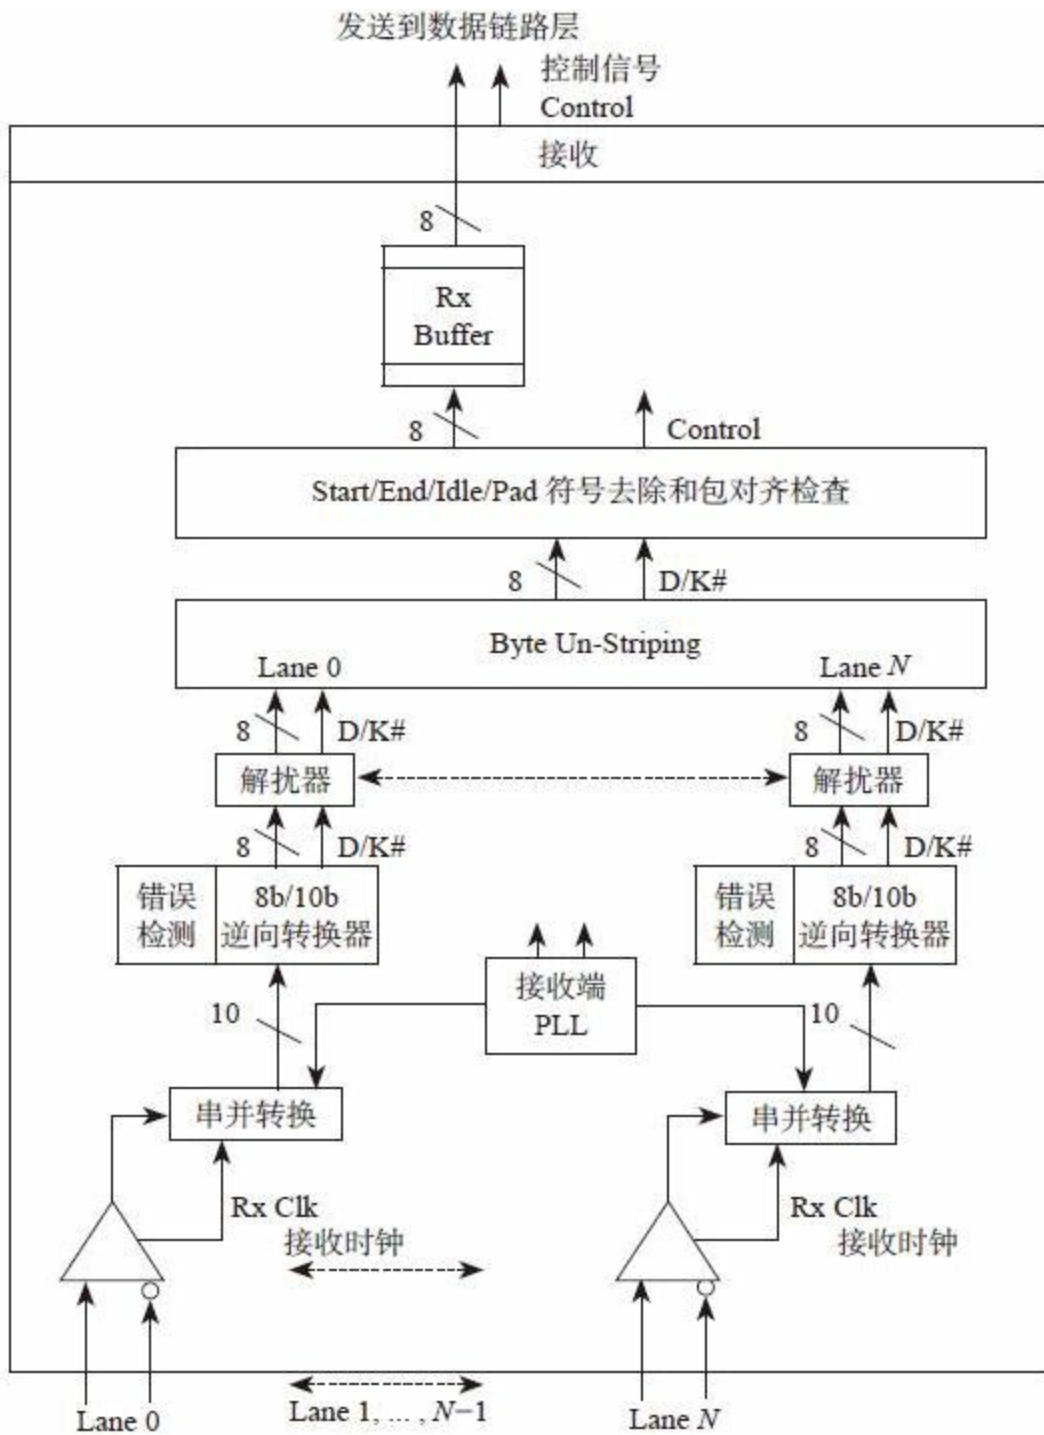 发送到数据链路层
控制信号
Control
接收
8
Rx
Buffer
8
Control
Start/End/Idle/Pad 符号去除和包对齐检查
8
D/K#
Byte Un-Striping
Lane 0
Lane N
8
D/K#
8
D/K#
解扰器
解扰器
8
D/K#
8
D/K#
错误
检测
8b/10b
逆向转换器
错误
检测
8b/10b
逆向转换器
接收端
PLL
10
10
串并转换
串并转换
Rx Clk
接收时钟
Rx Clk
接收时钟
Lane 0
Lane 1, ... , N−1
Lane N